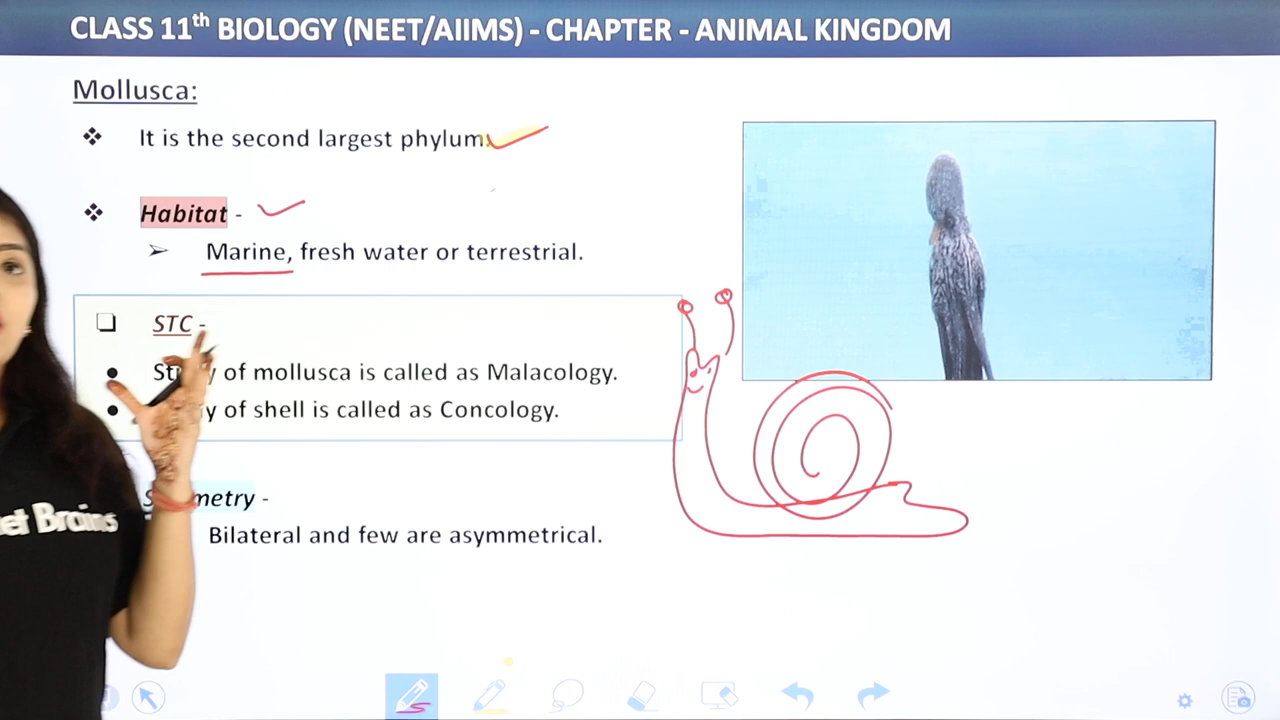 CLASS 11th BIOLOGY (NEET/AIIMS) - CHAPTER - ANIMAL KINGDOM
Mollusca:
It is the second largest phylum.
Habitat -
Marine, fresh water or terrestrial.
STC -
of mollusca is called as Malacology.
of shell is called as Concology.
Bilateral and few are asymmetrical.
Brains